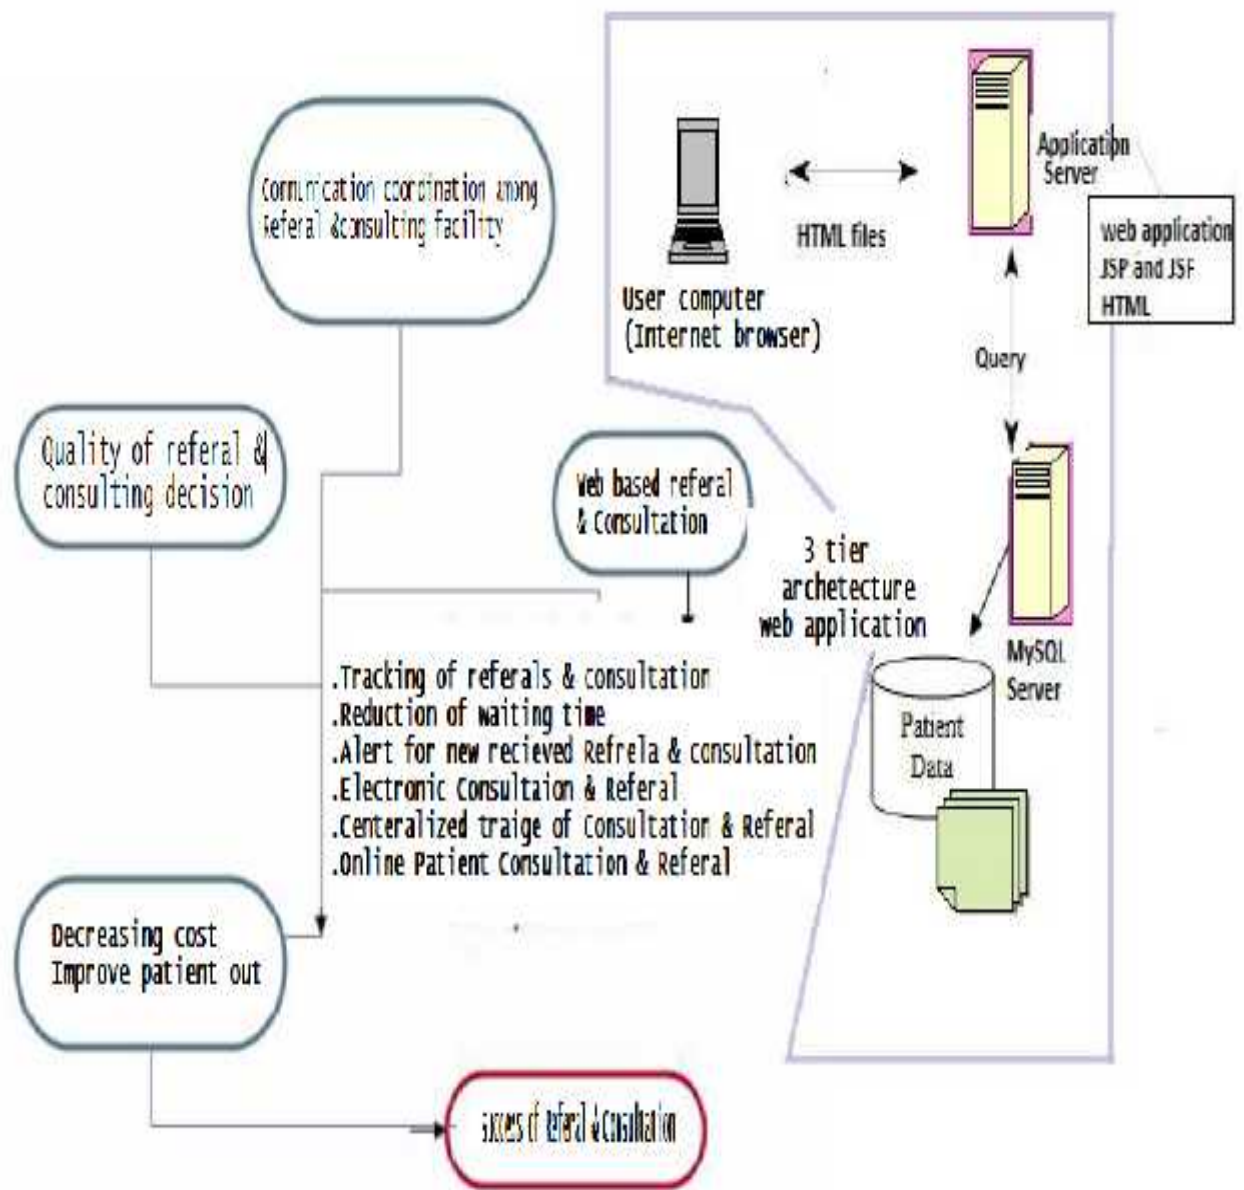 Communication coordination among
Referal &consulting facility
Application
Server
HTML files
web application
JSP and JSF
HTML
User computer
(Internet browser)
Query
Quality of referal &
consulting decision
Web based referal
& Consultation
3 tier
archetecture
web application
MySQL
Server
.Tracking of referals & consultation
.Reduction of waiting time
.Alert for new recieved Refrela & consultation
.Electronic Consultaion & Referal
.Centeralized traige of Consultation & Referal
.Online Patient Consultation & Referal
Patient
Data
Decreasing cost
Improve patient out
success of Referal & Consultation